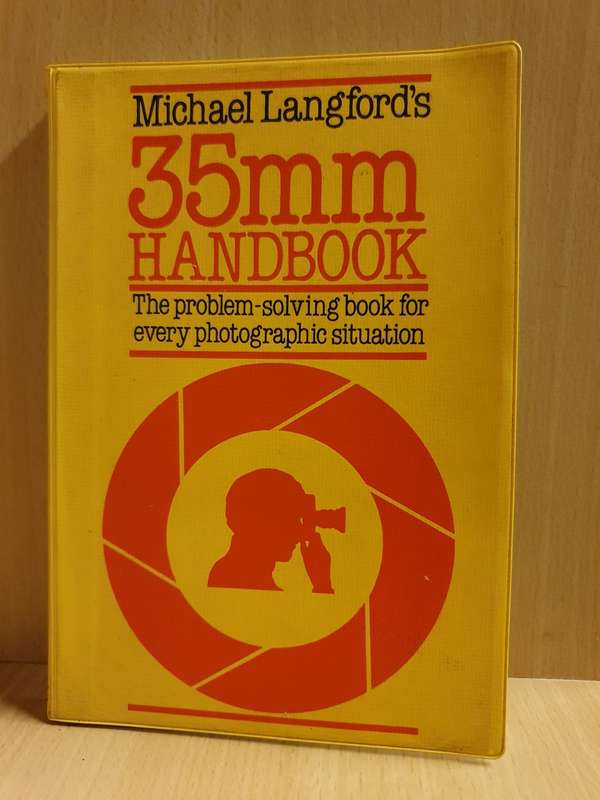 Michael Langford's
35mm
HANDBOOK
The problem-solving book for
every photographic situation